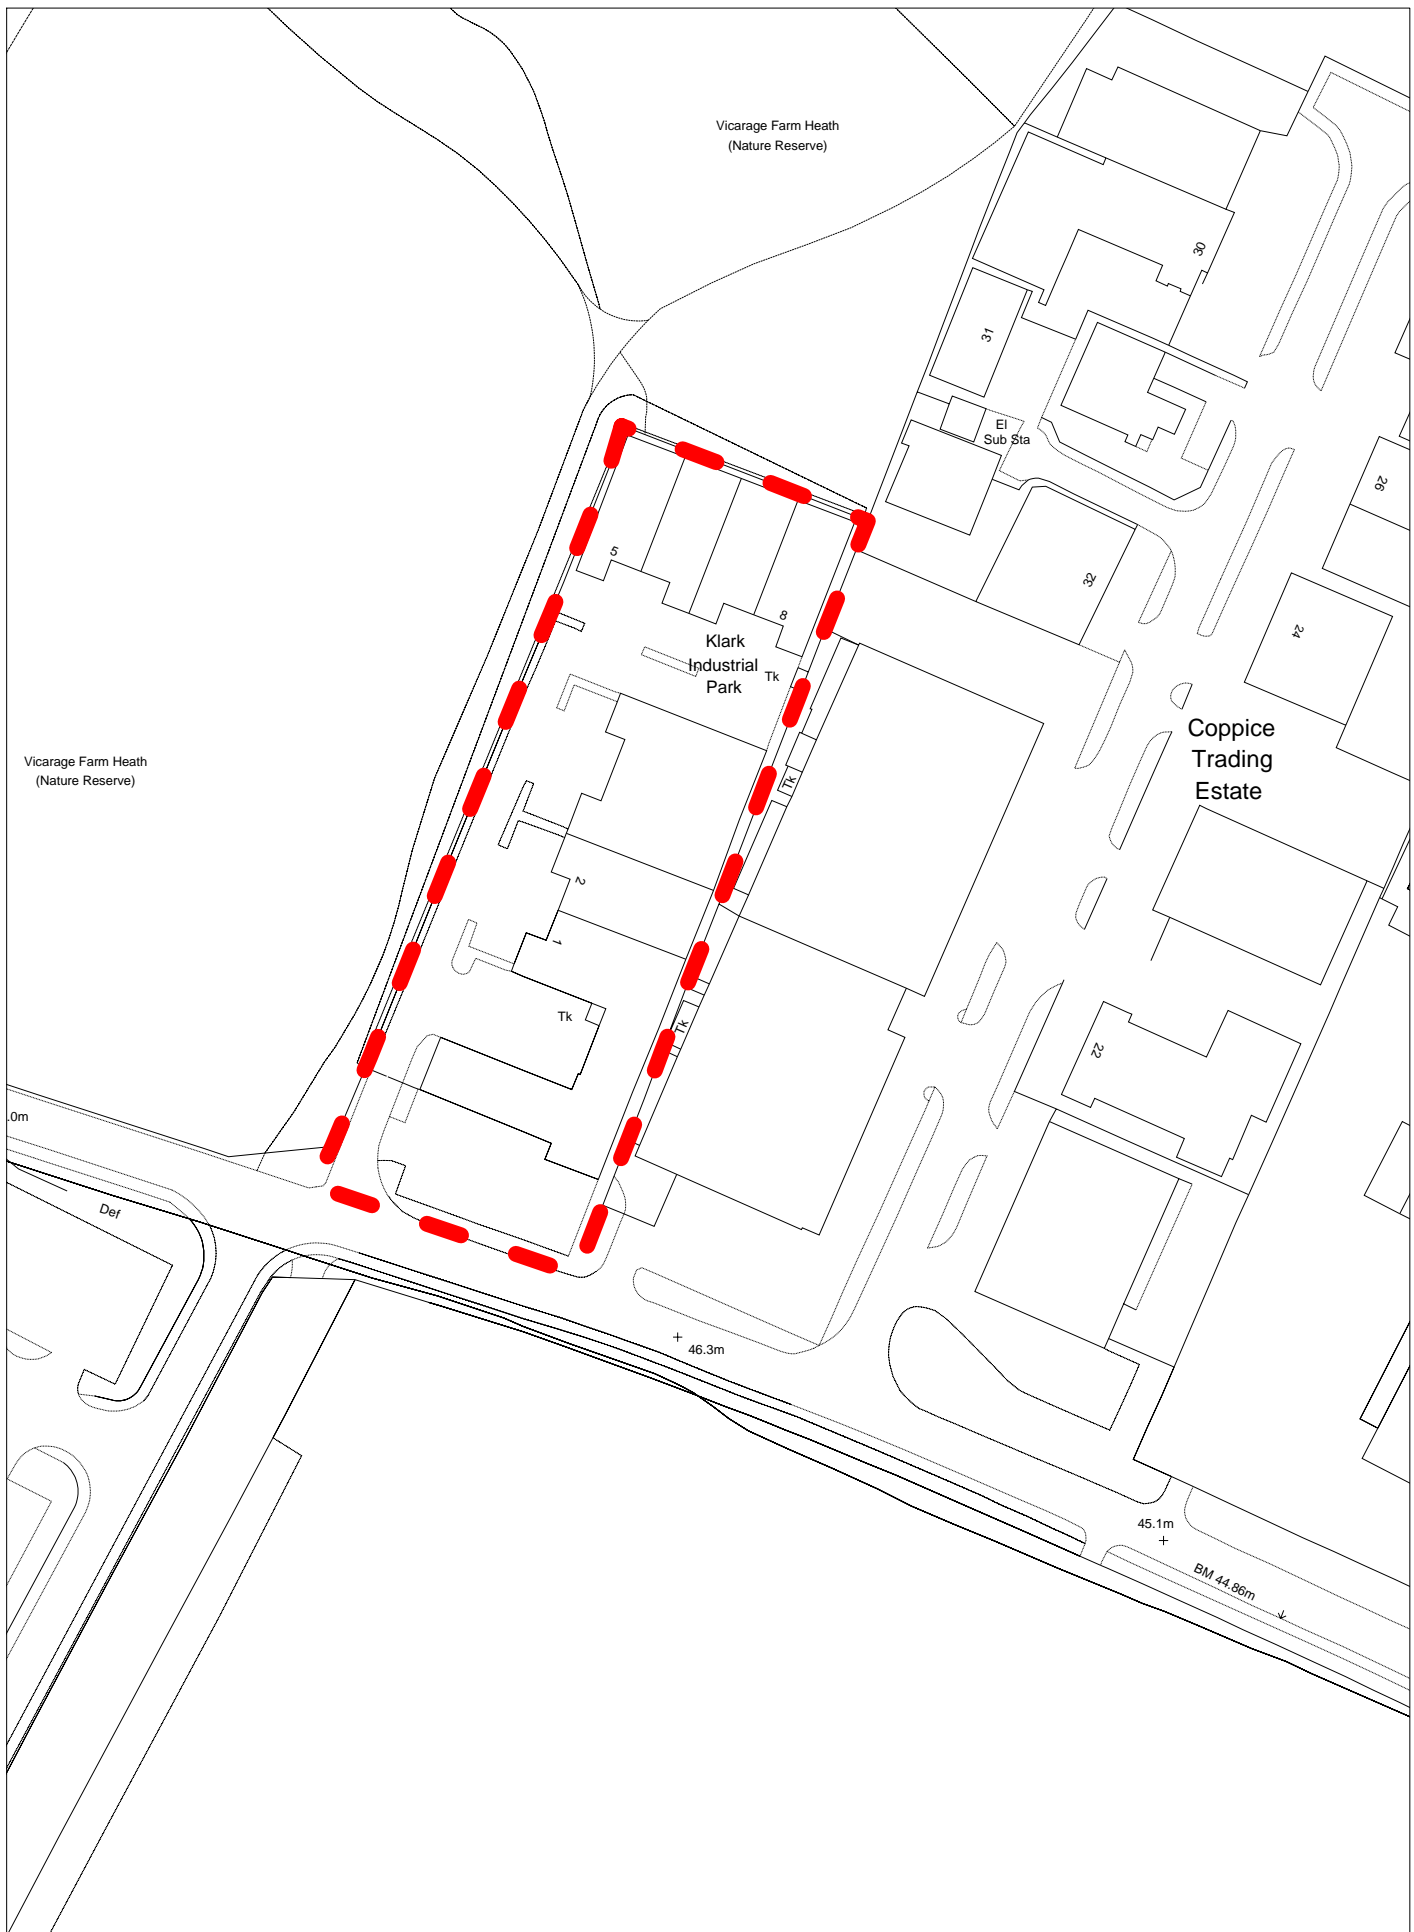 Vicarage Farm Heath
(Nature Reserve)
30
31
El
Sub Sta
26
5
32
8
24
Klark
Industrial
Park
Tk
Coppice
Trading
Estate
Vicarage Farm Heath
(Nature Reserve)
Tk
2
1
Tk
Tk
22
.0m
Def
46.3m
45.1m
BM 44.86m